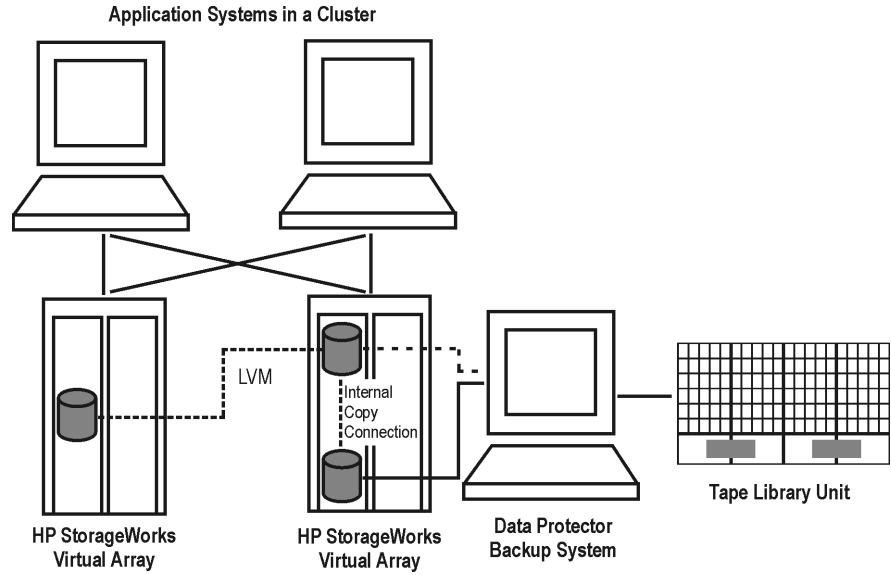 Application Systems in a Cluster
LVM
Internal
Copy
Connection
HP StorageWorks
Virtual Array
HP StorageWorks
Virtual Array
Data Protector
Backup System
Tape Library Unit